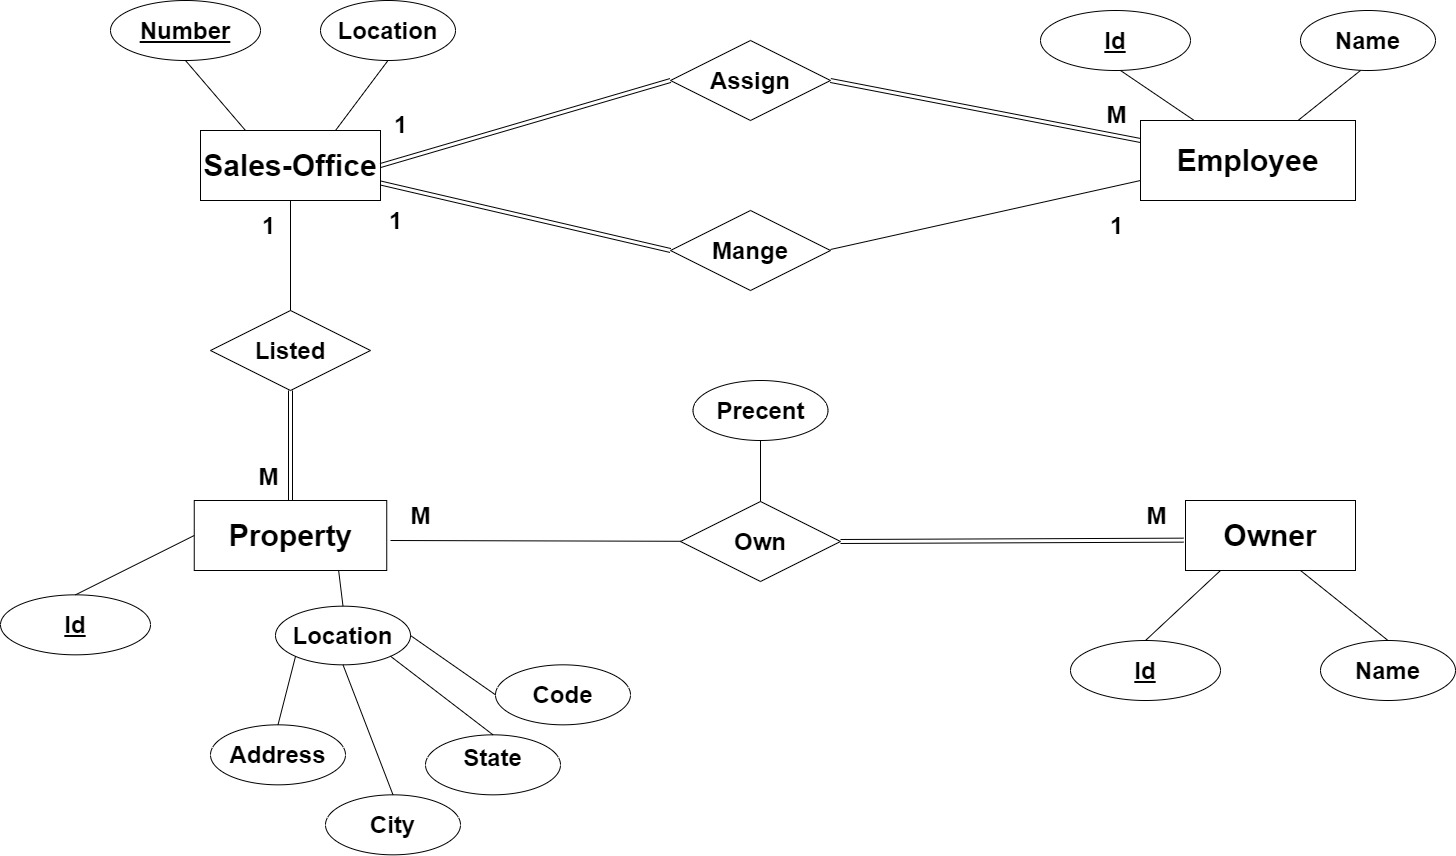 Number
Location
Id
Name
Assign
1
M
Sales-Office
Employee
1
1
1
Mange
Listed
Precent
M
M
M
Property
Own
Owner
Id
Location
Id
Name
Code
Address
State
City